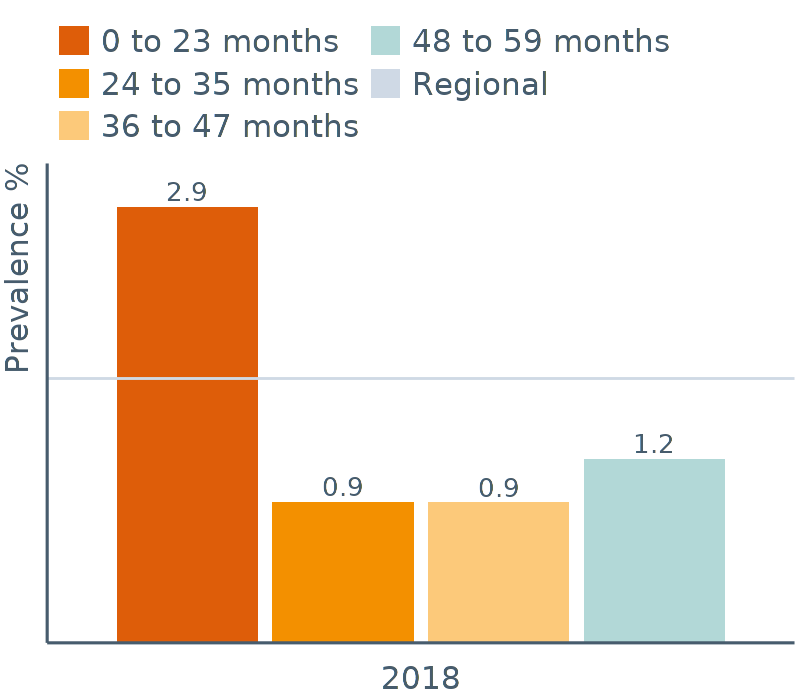 0 to 23 months
24 to 35 months
36 to 47 months
48 to 59 months
Regional
Prevalence %
2.9
0.9
0.9
1.2
2018